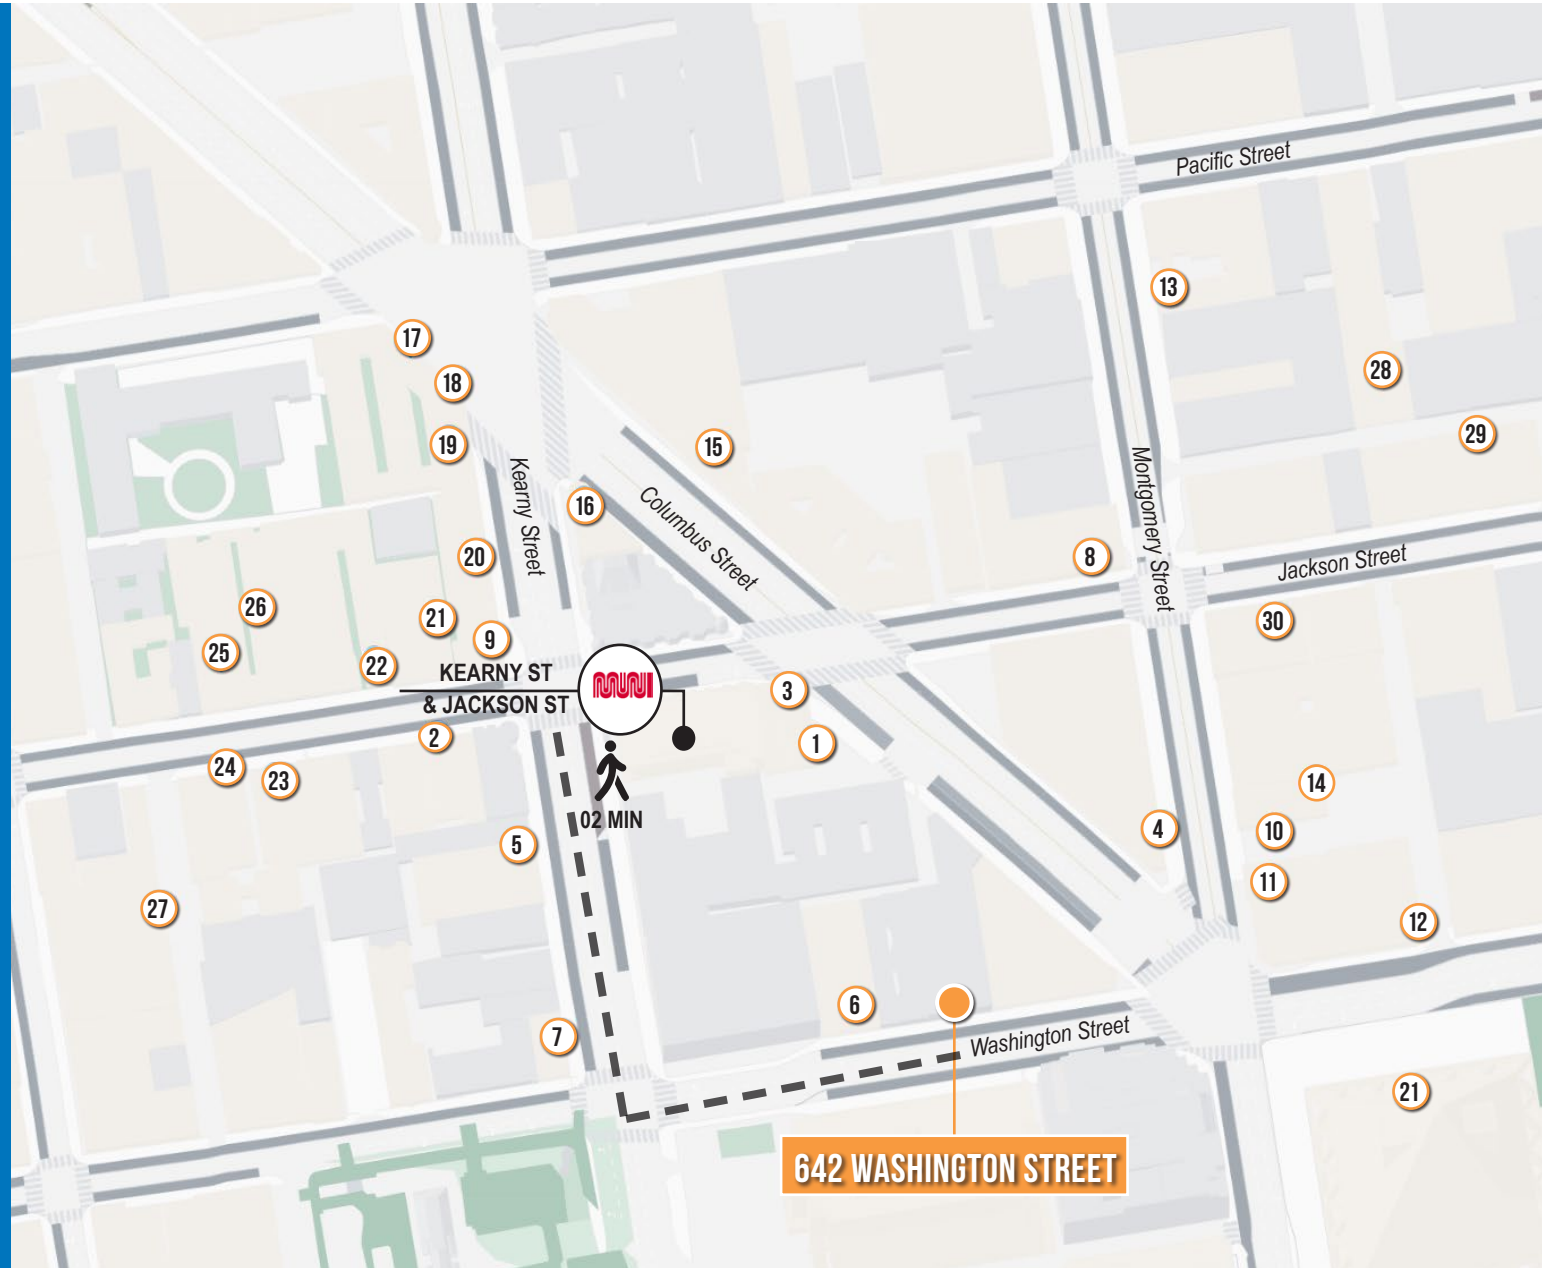 Pacific Street
13
17
28
18
29
19
15
Kearny Street
Columbus Street
Montgomery Street
16
20
8
Jackson Street
26
21
9
30
25
22
KEARNY ST
& JACKSON ST
MUNI
3
2
1
24
23
14
02 MIN
5
4
10
11
27
12
6
7
Washington Street
21
642 WASHINGTON STREET